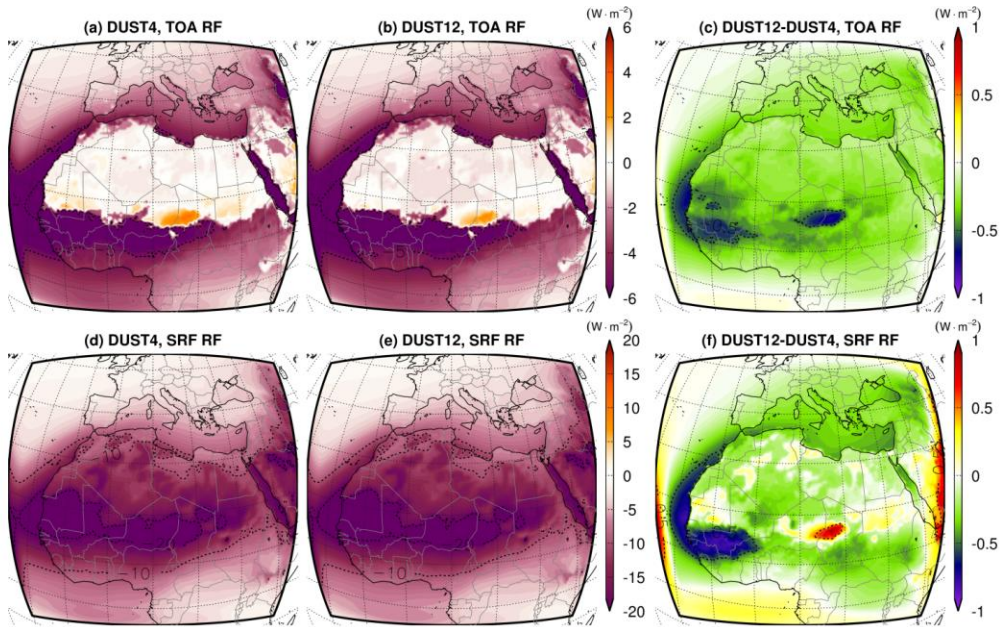 (a) DUST4, TOA RF
(b) DUST12, TOA RF
(W · m⁻²)
(c) DUST12-DUST4, TOA RF
(W · m⁻²)
6
4
2
0
-2
-4
-6
1
0.5
0
-0.5
-1
(d) DUST4, SRF RF
(e) DUST12, SRF RF
(W · m⁻²)
(f) DUST12-DUST4, SRF RF
(W · m⁻²)
20
15
10
5
0
-5
-10
-15
-20
1
0.5
0
-0.5
-1
-10
-10